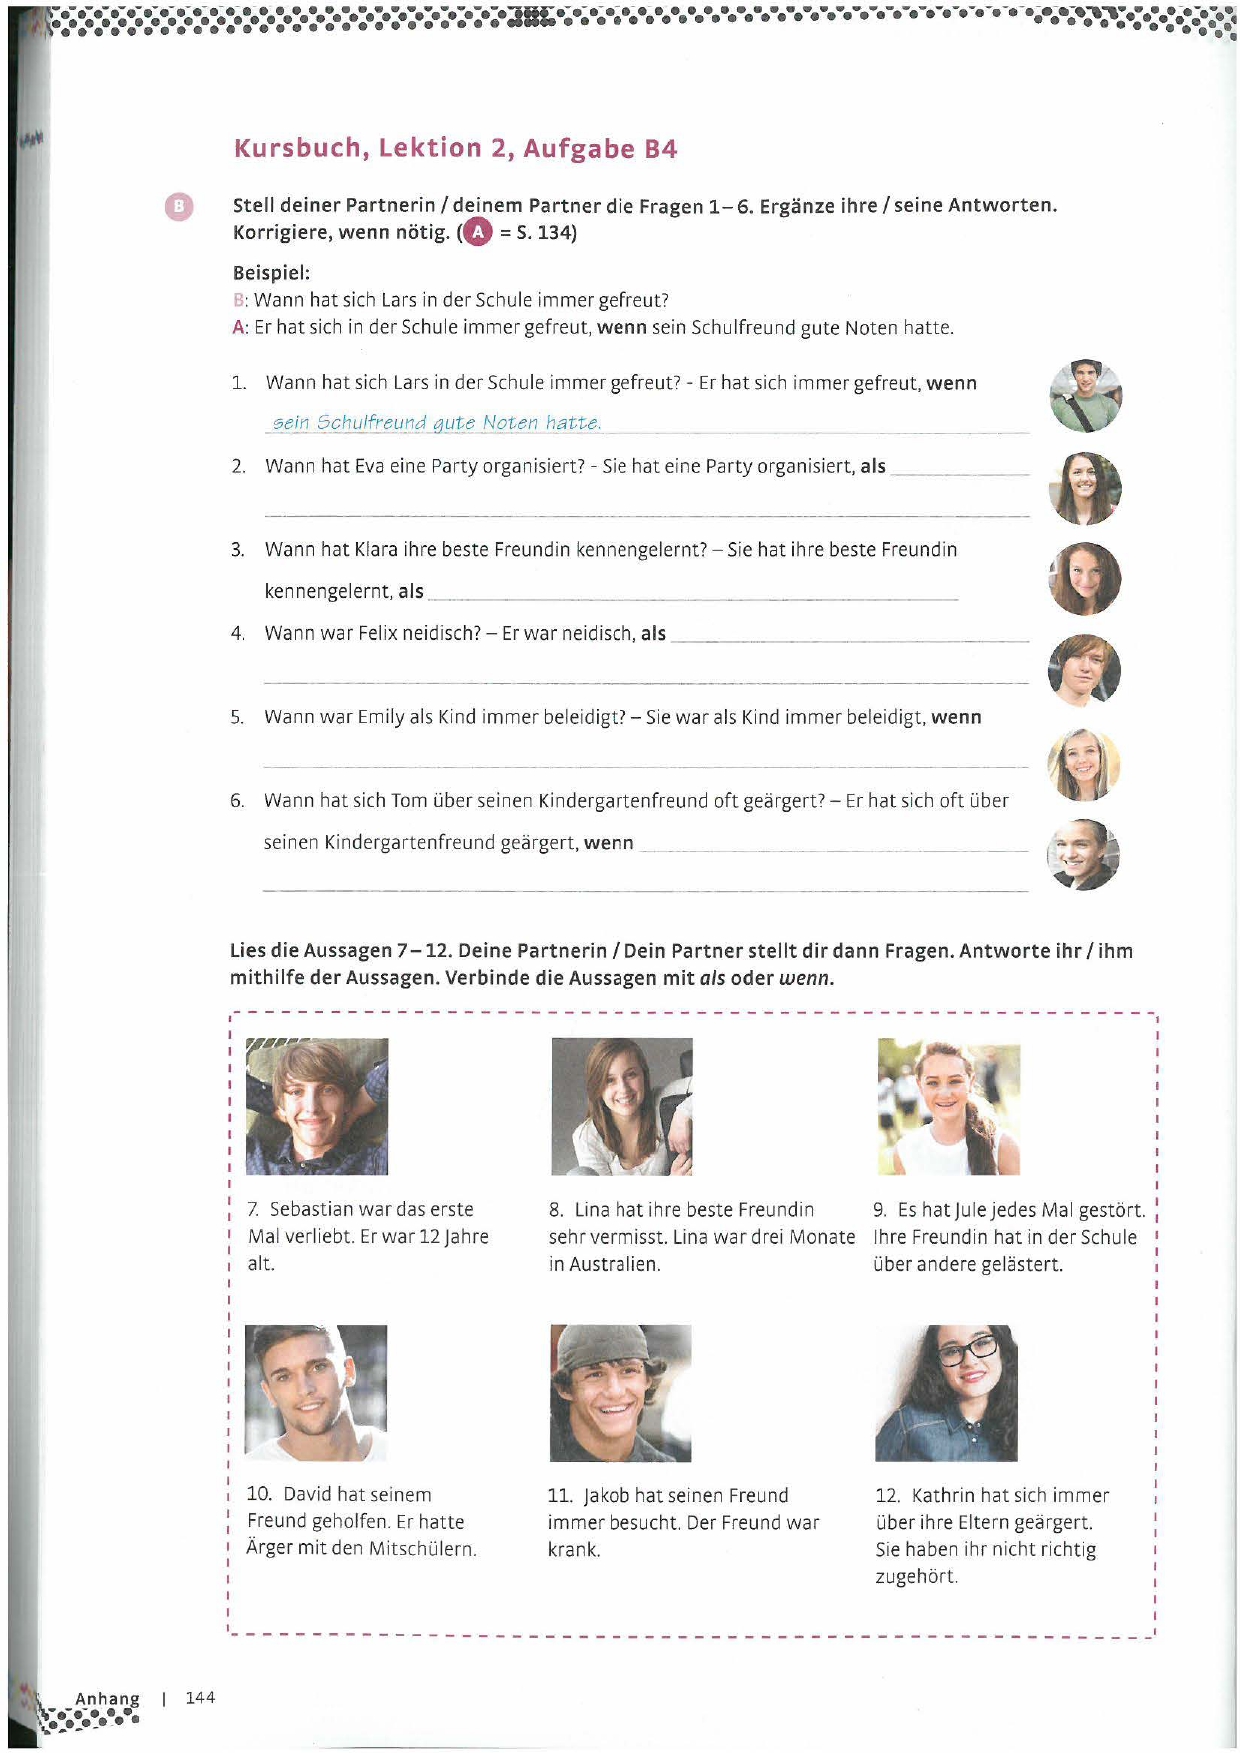 Kursbuch, Lektion 2, Aufgabe B4
B Stell deiner Partnerin / deinem Partner die Fragen 1–6. Ergänze ihre / seine Antworten.
Korrigiere, wenn nötig. (A = S. 134)
Beispiel:
B: Wann hat sich Lars in der Schule immer gefreut?
A: Er hat sich in der Schule immer gefreut, wenn sein Schulfreund gute Noten hatte.
1. Wann hat sich Lars in der Schule immer gefreut? - Er hat sich immer gefreut, wenn
sein Schulfreund gute Noten hatte.
2. Wann hat Eva eine Party organisiert? - Sie hat eine Party organisiert, als
3. Wann hat Klara ihre beste Freundin kennengelernt? – Sie hat ihre beste Freundin
kennengelernt, als
4. Wann war Felix neidisch? – Er war neidisch, als
5. Wann war Emily als Kind immer beleidigt? – Sie war als Kind immer beleidigt, wenn
6. Wann hat sich Tom über seinen Kindergartenfreund oft geärgert? – Er hat sich oft über
seinen Kindergartenfreund geärgert, wenn
Lies die Aussagen 7–12. Deine Partnerin / Dein Partner stellt dir dann Fragen. Antworte ihr / ihm
mithilfe der Aussagen. Verbinde die Aussagen mit als oder wenn.
7. Sebastian war das erste
Mal verliebt. Er war 12 Jahre
alt.
8. Lina hat ihre beste Freundin
sehr vermisst. Lina war drei Monate
in Australien.
9. Es hat Jule jedes Mal gestört.
Ihre Freundin hat in der Schule
über andere gelästert.
10. David hat seinem
Freund geholfen. Er hatte
Ärger mit den Mitschülern.
11. Jakob hat seinen Freund
immer besucht. Der Freund war
krank.
12. Kathrin hat sich immer
über ihre Eltern geärgert.
Sie haben ihr nicht richtig
zugehört.
Anhang | 144